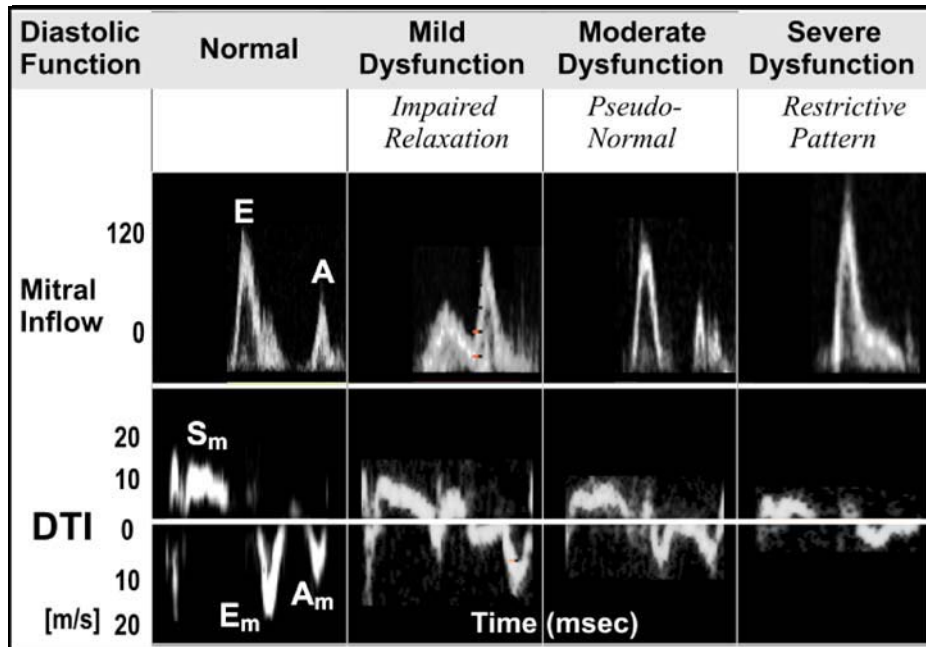 Diastolic
Function
Normal
Mild
Dysfunction
Moderate
Dysfunction
Severe
Dysfunction
Impaired
Relaxation
Pseudo-
Normal
Restrictive
Pattern
Mitral
Inflow
120
0
E
A
DTI
[m/s]
20
10
0
10
20
Sm
Em
Am
Time (msec)